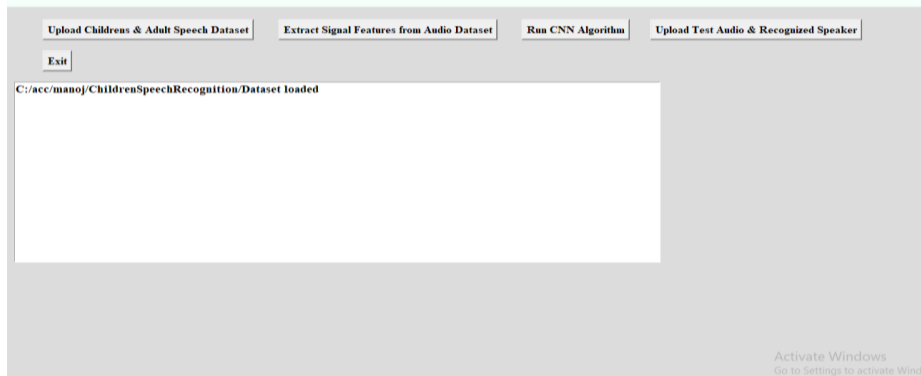 Upload Childrens & Adult Speech Dataset Extract Signal Features from Audio Dataset Run CNN Algorithm Upload Test Audio & Recognized Speaker
Exit
C:/acc/manoj/ChildrenSpeechRecognition/Dataset loaded
Activate Windows
Go to Settings to activate Wind